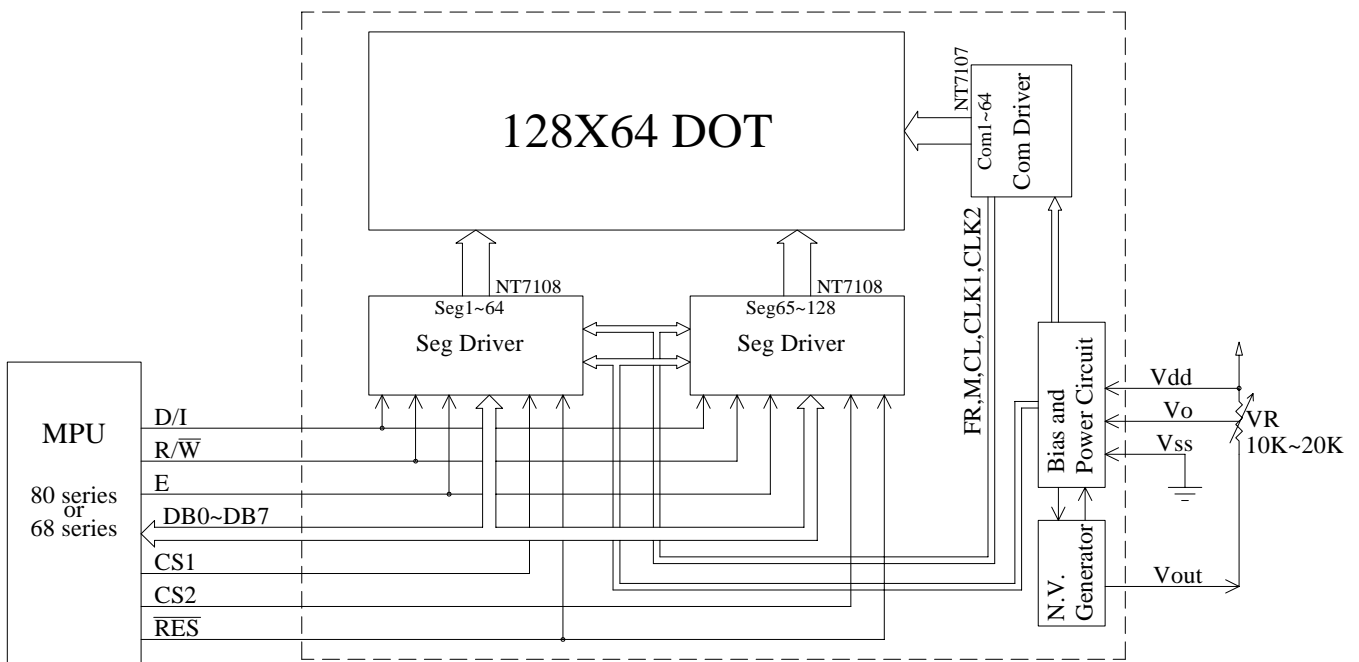 128X64 DOT
NT7107
Com1~64
Com Driver
FR,M,CL,CLK1,CLK2
NT7108
Seg1~64
Seg Driver
NT7108
Seg65~128
Seg Driver
MPU
80 series
or
68 series
D/I
R/W̅
E
DB0~DB7
CS1
CS2
R̅E̅S̅
Bias and
Power Circuit
N.V.
Generator
Vdd
Vo
Vss
Vout
VR
10K~20K